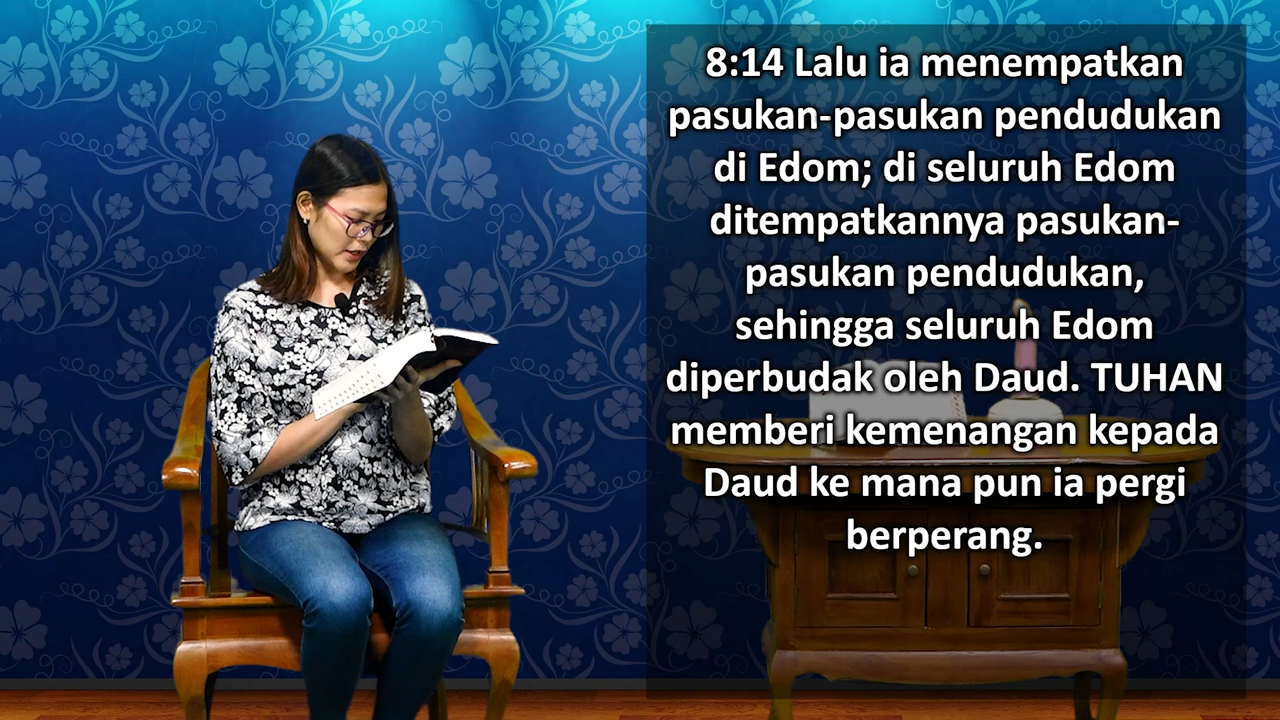 8:14 Lalu ia menempatkan
pasukan-pasukan pendudukan
di Edom; di seluruh Edom
ditempatkannya pasukan-
pasukan pendudukan,
sehingga seluruh Edom
diperbudak oleh Daud. TUHAN
memberi kemenangan kepada
Daud ke mana pun ia pergi
berperang.